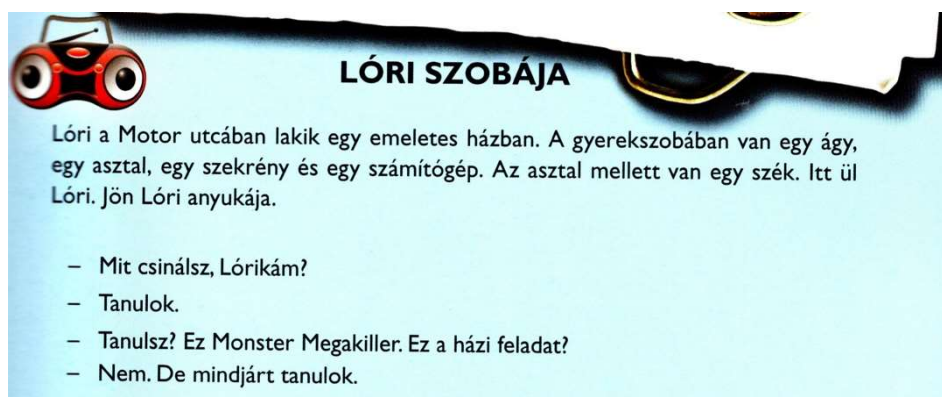 LÓRI SZOBÁJA
Lóri a Motor utcában lakik egy emeletes házban. A gyerekszobában van egy ágy,
egy asztal, egy szekrény és egy számítógép. Az asztal mellett van egy szék. Itt ül
Lóri. Jön Lóri anyukája.
– Mit csinálsz, Lórikám?
– Tanulok.
– Tanulsz? Ez Monster Megakiller. Ez a házi feladat?
– Nem. De mindjárt tanulok.